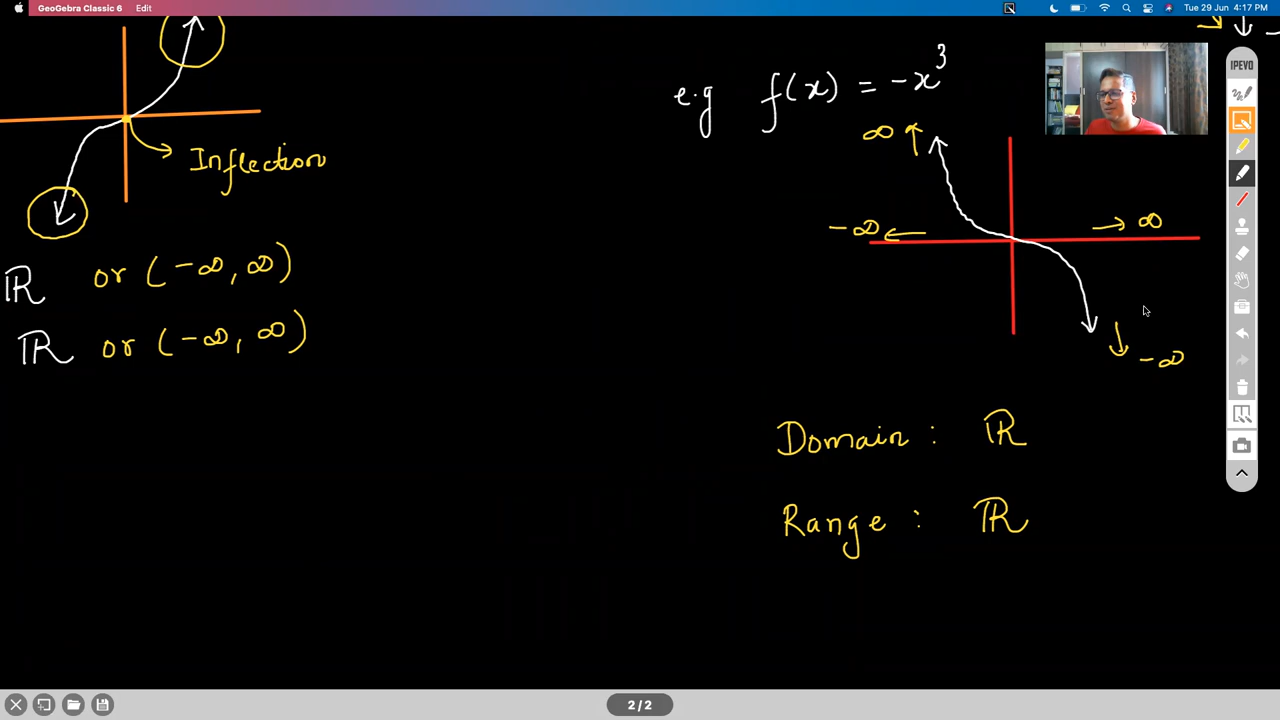 GeoGebra Classic 6 Edit
Tue 29 Jun 4:17 PM
IPEVO
Inflection
ℝ or (-∞, ∞)
ℝ or (-∞, ∞)
e.g f(x) = -x³
∞
-∞
∞
-∞
Domain : ℝ
Range : ℝ
2/2